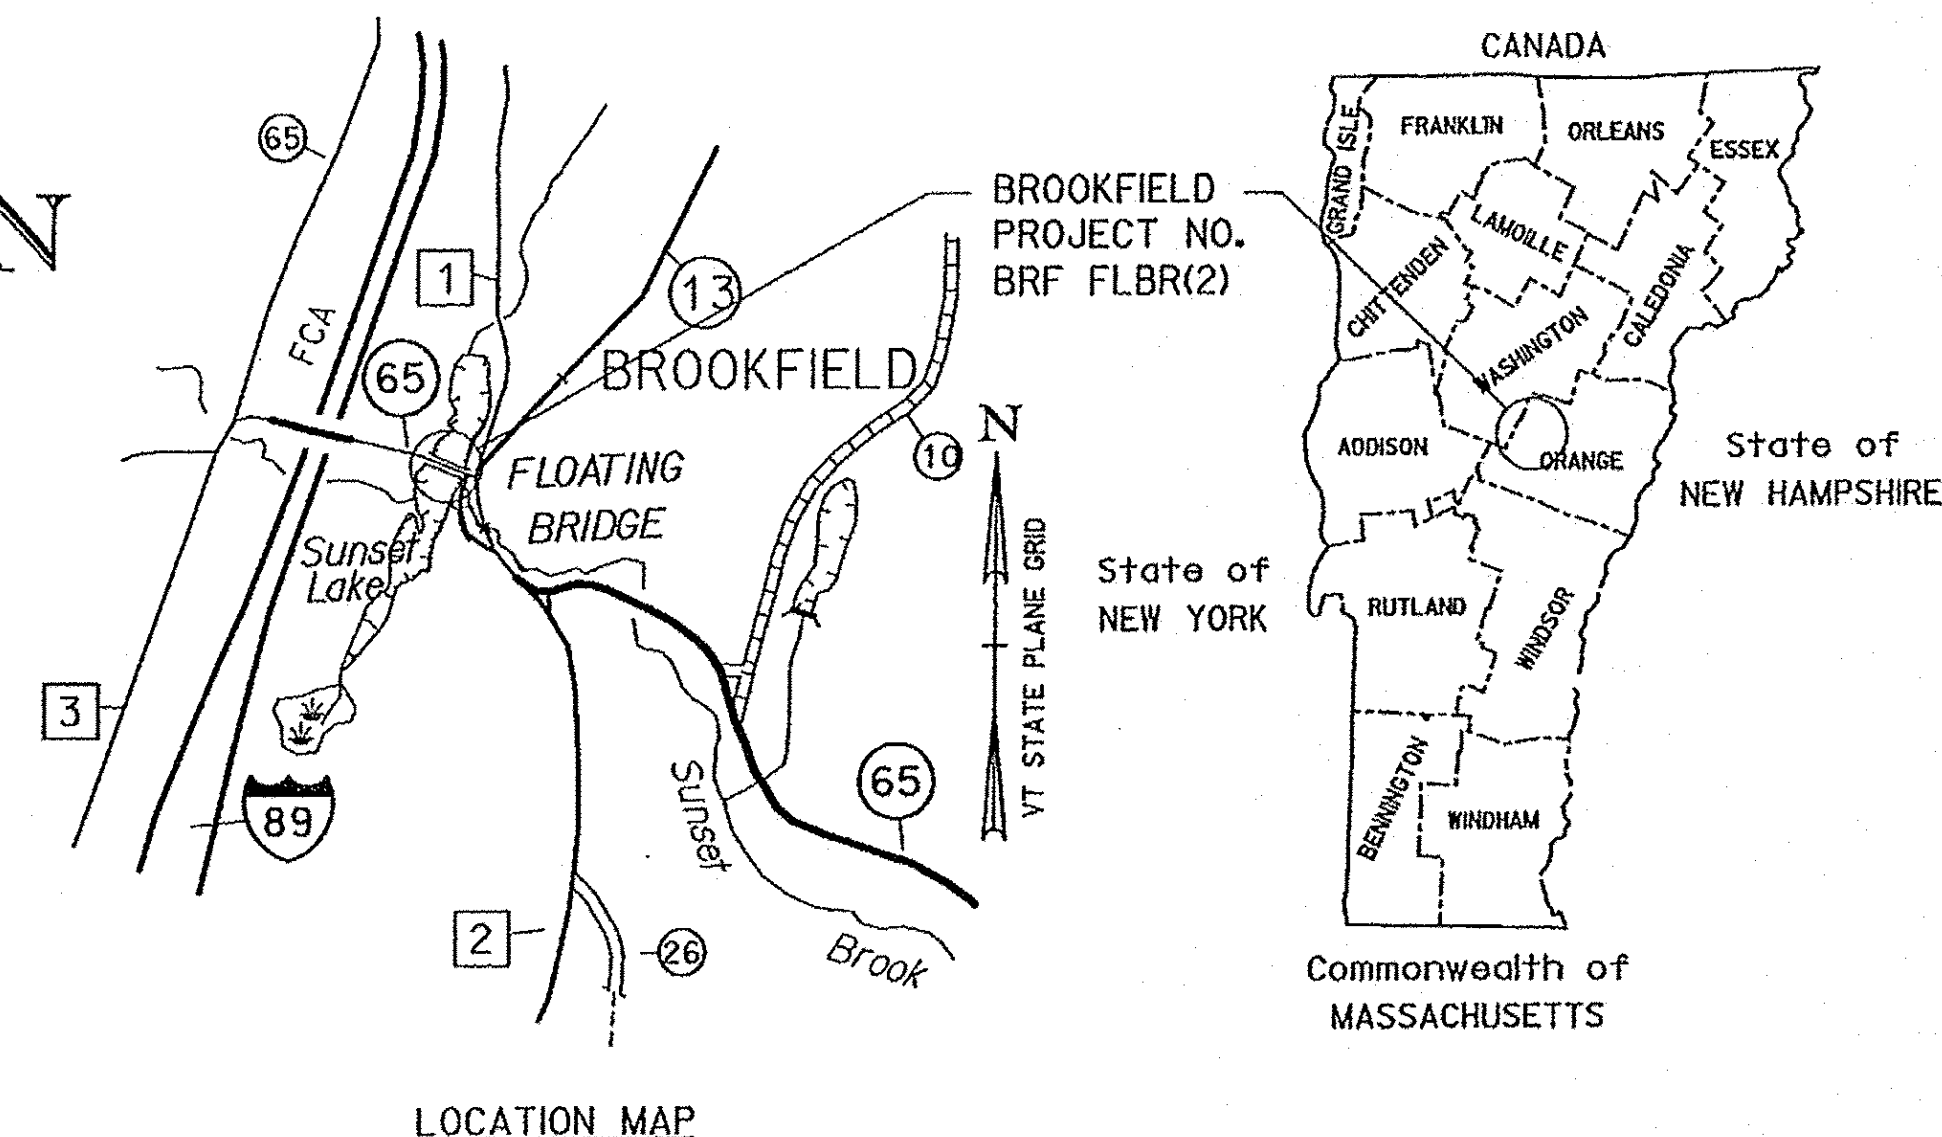 N
65
FCA
1
13
65
BROOKFIELD
FLOATING
BRIDGE
10
Sunset
Lake
3
89
2
26
Sunset
Brook
65
N
VT STATE PLANE GRID
BROOKFIELD
PROJECT NO.
BRF FLBR(2)
CANADA
GRAND ISLE
FRANKLIN
ORLEANS
ESSEX
LAMOILLE
CHITTENDEN
CALEDONIA
WASHINGTON
ADDISON
ORANGE
State of
NEW HAMPSHIRE
State of
NEW YORK
RUTLAND
WINDSOR
BENNINGTON
WINDHAM
Commonwealth of
MASSACHUSETTS
LOCATION MAP